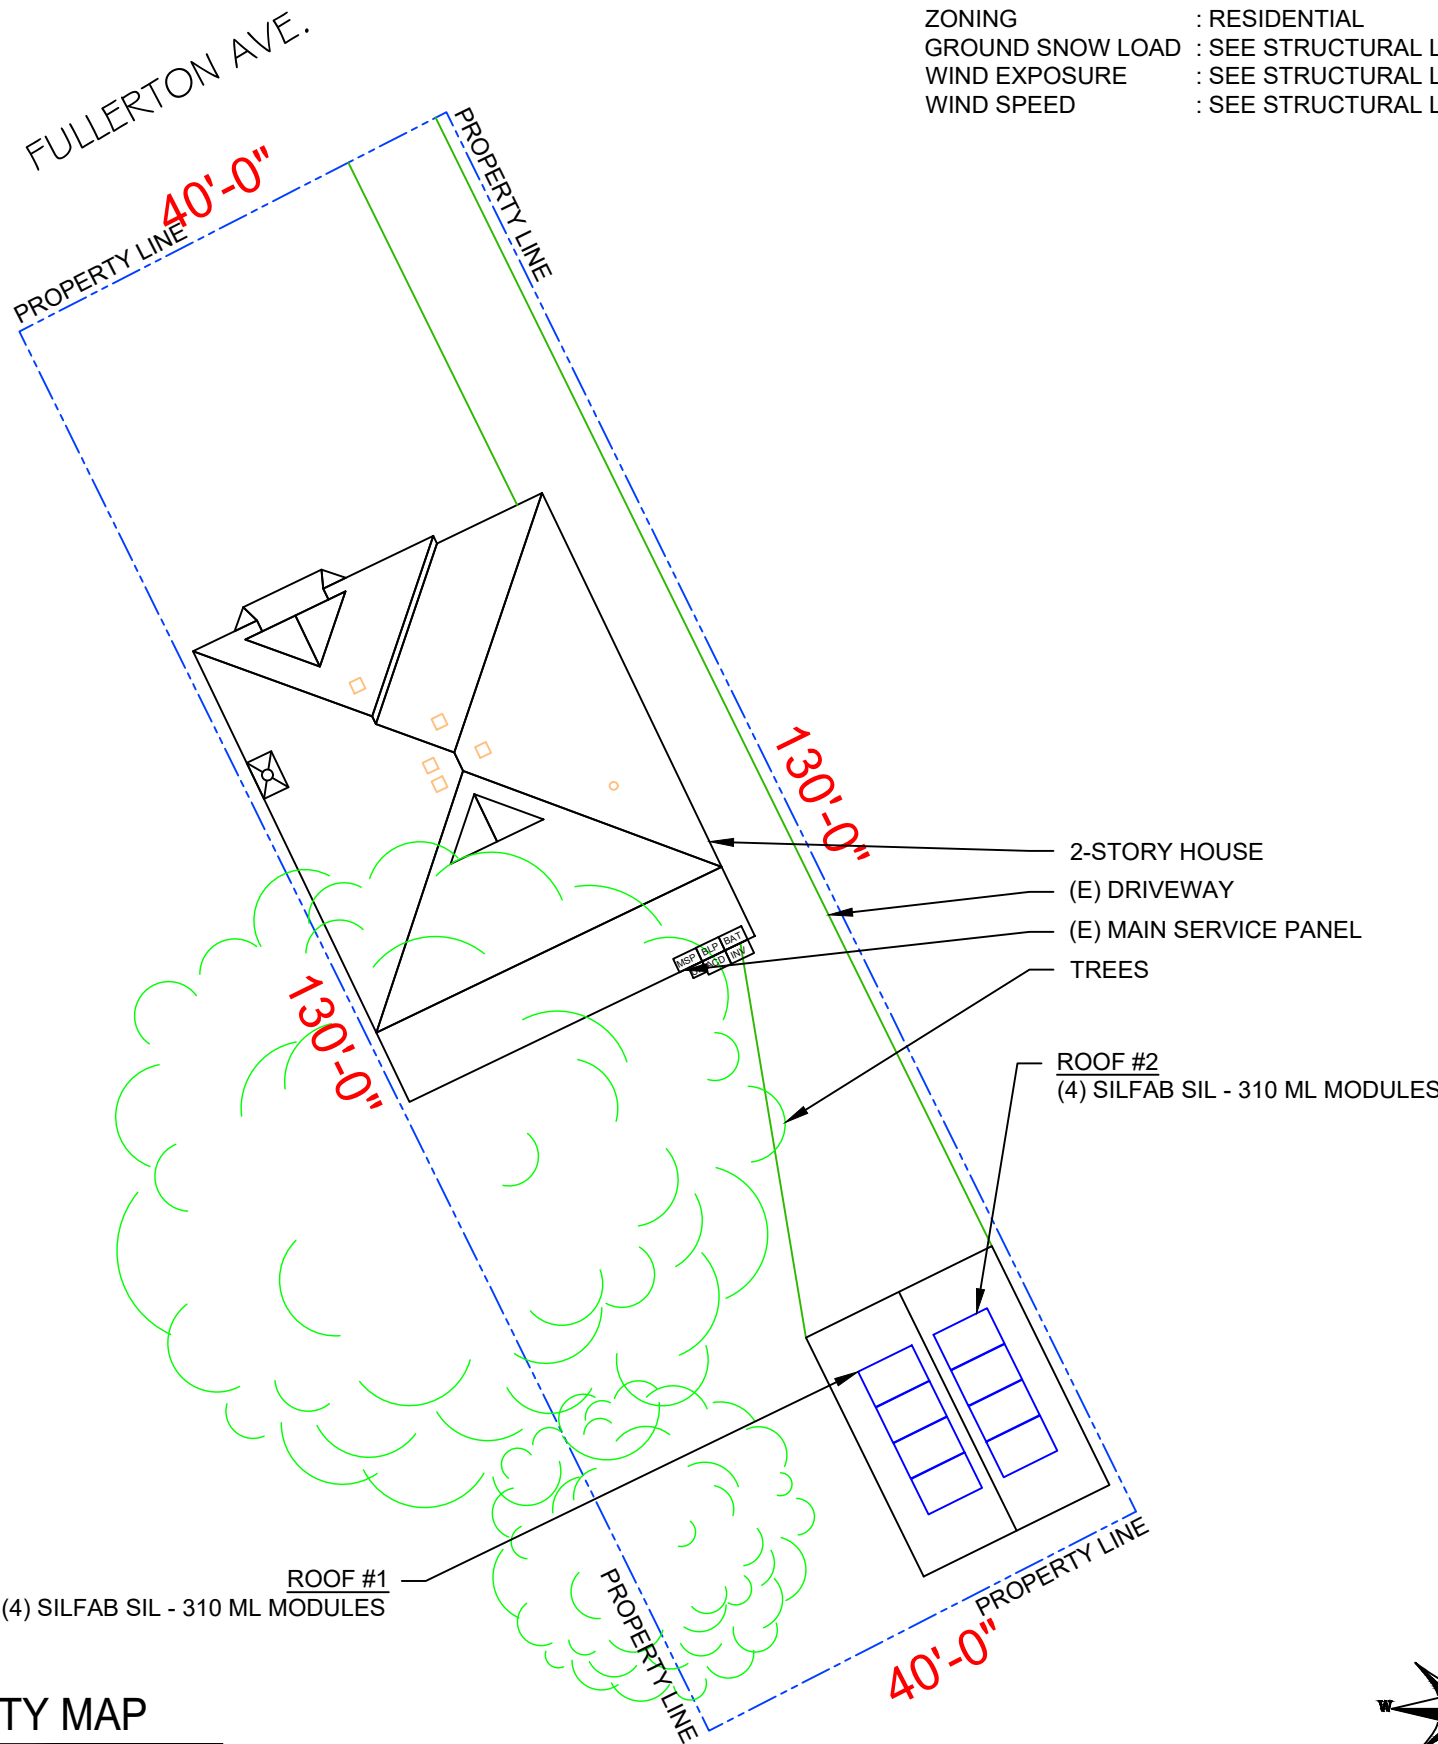 ZONING : RESIDENTIAL
GROUND SNOW LOAD : SEE STRUCTURAL L
WIND EXPOSURE : SEE STRUCTURAL L
WIND SPEED : SEE STRUCTURAL L
FULLERTON AVE.
40'-0"
PROPERTY LINE
PROPERTY LINE
130'-0"
2-STORY HOUSE
(E) DRIVEWAY
(E) MAIN SERVICE PANEL
TREES
MSP BLP BAT
ACD INV
130'-0"
ROOF #2
(4) SILFAB SIL - 310 ML MODULES
ROOF #1
(4) SILFAB SIL - 310 ML MODULES
PROPERTY LINE
PROPERTY LINE
40'-0"
TY MAP
W